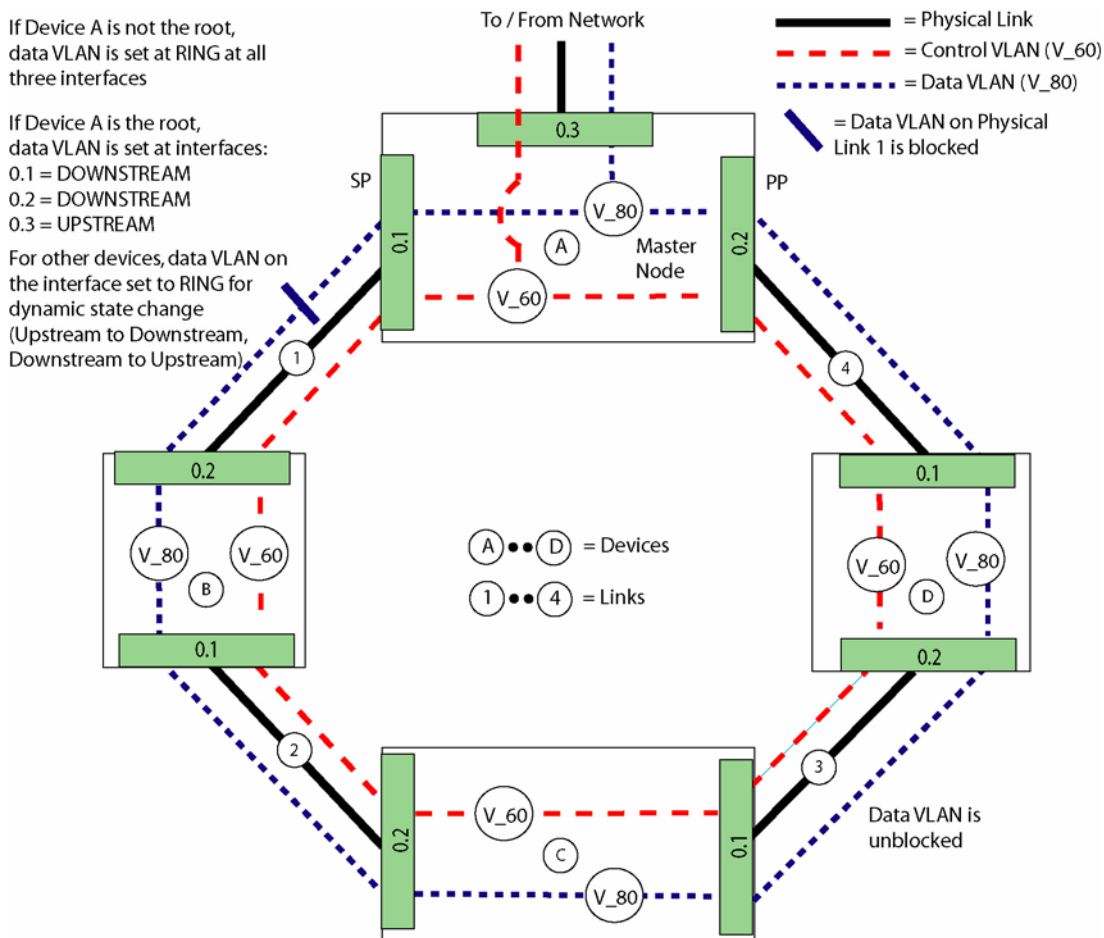 If Device A is not the root,
data VLAN is set at RING at all
three interfaces
If Device A is the root,
data VLAN is set at interfaces:
0.1 = DOWNSTREAM
0.2 = DOWNSTREAM
0.3 = UPSTREAM
For other devices, data VLAN on
the interface set to RING for
dynamic state change
(Upstream to Downstream,
Downstream to Upstream)
To / From Network
= Physical Link
= Control VLAN (V_60)
= Data VLAN (V_80)
= Data VLAN on Physical
Link 1 is blocked
0.3
SP
PP
0.1
0.2
V_80
A
Master
Node
V_60
1
4
0.2
0.1
V_80
V_60
B
V_60
V_80
D
0.1
0.2
A
D
= Devices
1
4
= Links
2
3
0.2
0.1
V_60
C
V_80
Data VLAN is
unblocked